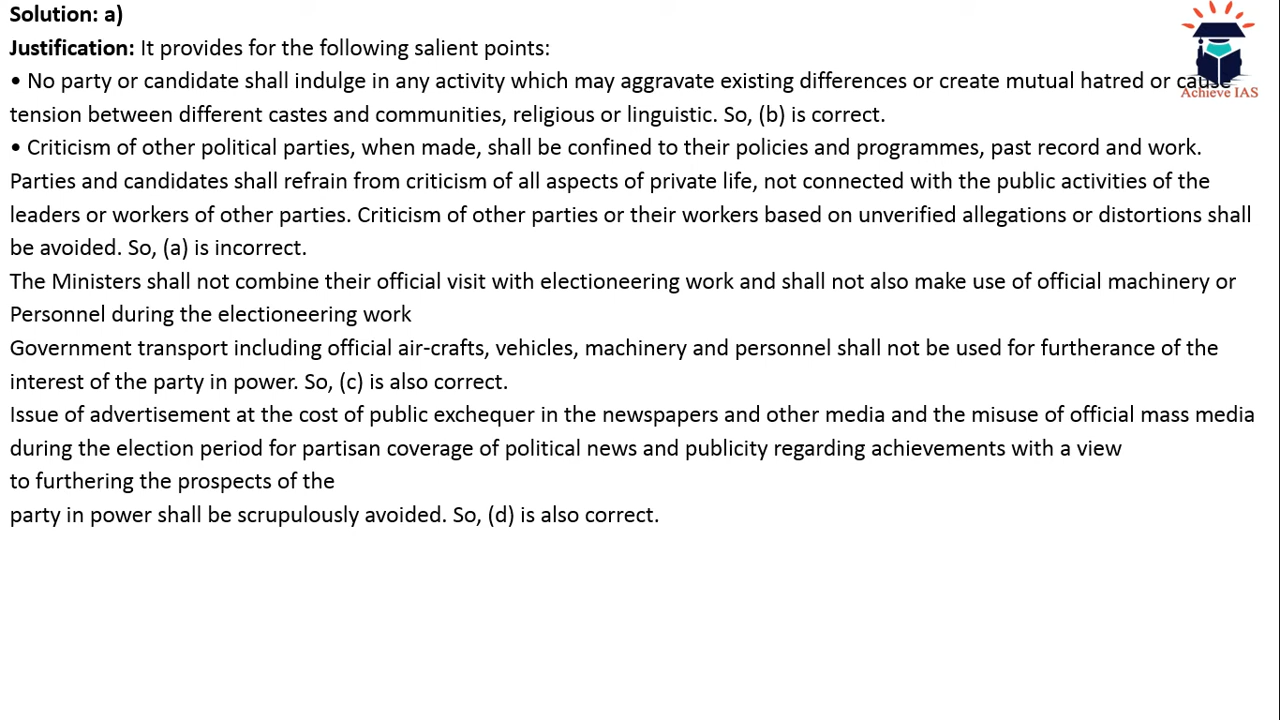 Solution: a)
Justification: It provides for the following salient points:
• No party or candidate shall indulge in any activity which may aggravate existing differences or create mutual hatred or cause
Achieve IAS
tension between different castes and communities, religious or linguistic. So, (b) is correct.
• Criticism of other political parties, when made, shall be confined to their policies and programmes, past record and work.
Parties and candidates shall refrain from criticism of all aspects of private life, not connected with the public activities of the
leaders or workers of other parties. Criticism of other parties or their workers based on unverified allegations or distortions shall
be avoided. So, (a) is incorrect.
The Ministers shall not combine their official visit with electioneering work and shall not also make use of official machinery or
Personnel during the electioneering work
Government transport including official air-crafts, vehicles, machinery and personnel shall not be used for furtherance of the
interest of the party in power. So, (c) is also correct.
Issue of advertisement at the cost of public exchequer in the newspapers and other media and the misuse of official mass media
during the election period for partisan coverage of political news and publicity regarding achievements with a view
to furthering the prospects of the
party in power shall be scrupulously avoided. So, (d) is also correct.